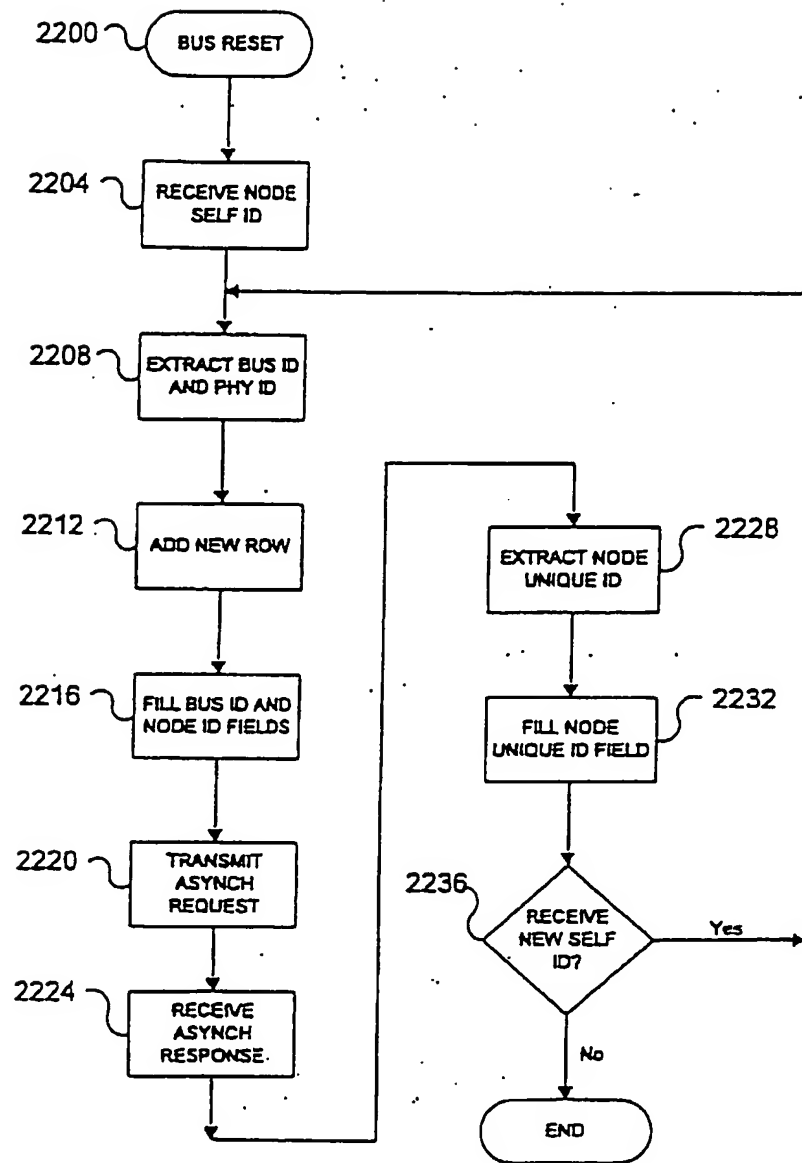 2200
BUS RESET
2204
RECEIVE NODE
SELF ID
2208
EXTRACT BUS ID
AND PHY ID
2212
ADD NEW ROW
2216
FILL BUS ID AND
NODE ID FIELDS
2220
TRANSMIT
ASYNCH
REQUEST
2224
RECEIVE
ASYNCH
RESPONSE
2228
EXTRACT NODE
UNIQUE ID
2232
FILL NODE
UNIQUE ID FIELD
2236
RECEIVE
NEW SELF
ID?
Yes
No
END